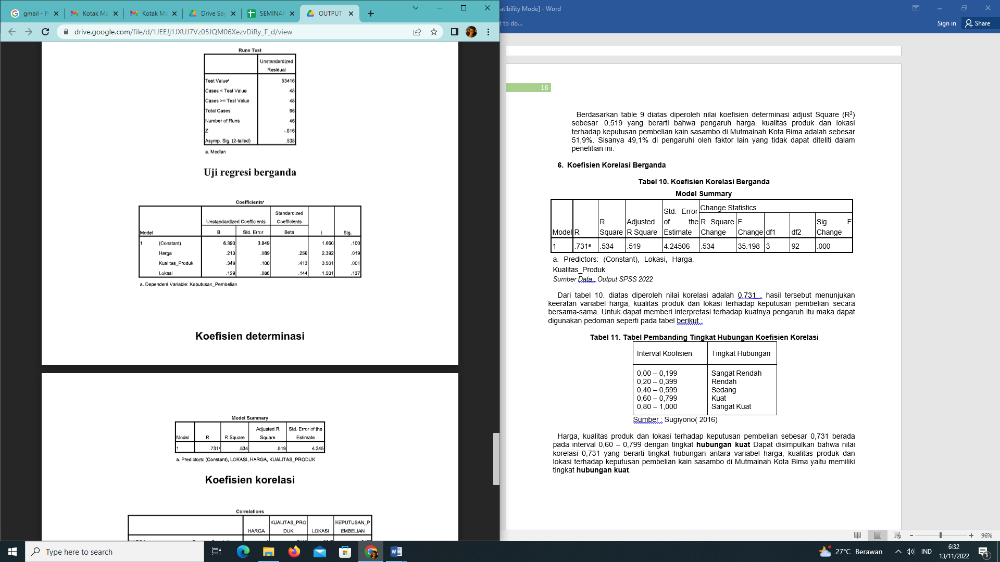 gmail - P
Kotak Ma
Kotak Ma
Drive Say
SEMINAR
OUTPUT
drive.google.com/file/d/1JEEJj1JXUJ7Vz05JQM06XezvDiRy_F_d/view
Runs Test
Unstandardized
Residual
Test Valueª .53416
Cases < Test Value 48
Cases >= Test Value 48
Total Cases 96
Number of Runs 46
Z -.616
Asymp. Sig. (2-tailed) .538
a. Median
Uji regresi berganda
Coefficientsª
Unstandardized Coefficients Standardized Coefficients
Model B Std. Error Beta t Sig.
1 (Constant) 6.390 3.849 1.660 .100
Harga .213 .089 .256 2.392 .019
Kualitas_Produk .349 .100 .413 3.501 .001
Lokasi .129 .086 .144 1.501 .137
a. Dependent Variable: Keputusan_Pembelian
Koefisien determinasi
Model Summary
Model R R Square Adjusted R Square Std. Error of the Estimate
1 .731ª .534 .519 4.245
a. Predictors: (Constant), LOKASI, HARGA, KUALITAS_PRODUK
Koefisien korelasi
Correlations
HARGA KUALITAS_PRODUK LOKASI KEPUTUSAN_PEMBELIAN
atibility Mode] - Word
t to do...
Sign in
Share
16
Berdasarkan table 9 diatas diperoleh nilai koefisien determinasi adjust Square (R²)
sebesar 0,519 yang berarti bahwa pengaruh harga, kualitas produk dan lokasi
terhadap keputusan pembelian kain sasambo di Mutmainah Kota Bima adalah sebesar
51,9%. Sisanya 49,1% di pengaruhi oleh faktor lain yang tidak dapat diteliti dalam
penelitian ini.
6. Koefisien Korelasi Berganda
Tabel 10. Koefisien Korelasi Berganda
Model Summary
Model R R Square Adjusted R Square Std. Error of the Estimate Change Statistics
R Square Change F Change df1 df2 Sig. F Change
1 .731ª .534 .519 4.24506 .534 35.198 3 92 .000
a. Predictors: (Constant), Lokasi, Harga,
Kualitas_Produk
Sumber Data : Output SPSS 2022
Dari tabel 10. diatas diperoleh nilai korelasi adalah 0,731 , hasil tersebut menunjukan
keeratan variabel harga, kualitas produk dan lokasi terhadap keputusan pembelian secara
bersama-sama. Untuk dapat memberi interpretasi terhadap kuatnya pengaruh itu maka dapat
digunakan pedoman seperti pada tabel berikut :
Tabel 11. Tabel Pembanding Tingkat Hubungan Koefisien Korelasi
Interval Koofisien Tingkat Hubungan
0,00 – 0,199 Sangat Rendah
0,20 – 0,399 Rendah
0,40 – 0,599 Sedang
0,60 – 0,799 Kuat
0,80 – 1,000 Sangat Kuat
Sumber : Sugiyono( 2016)
Harga, kualitas produk dan lokasi terhadap keputusan pembelian sebesar 0,731 berada
pada interval 0,60 – 0,799 dengan tingkat hubungan kuat Dapat disimpulkan bahwa nilai
korelasi 0,731 yang berarti tingkat hubungan antara variabel harga, kualitas produk dan
lokasi terhadap keputusan pembelian kain sasambo di Mutmainah Kota Bima yaitu memiliki
tingkat hubungan kuat.
96%
Type here to search
27°C Berawan
IND
6:32
13/11/2022
1